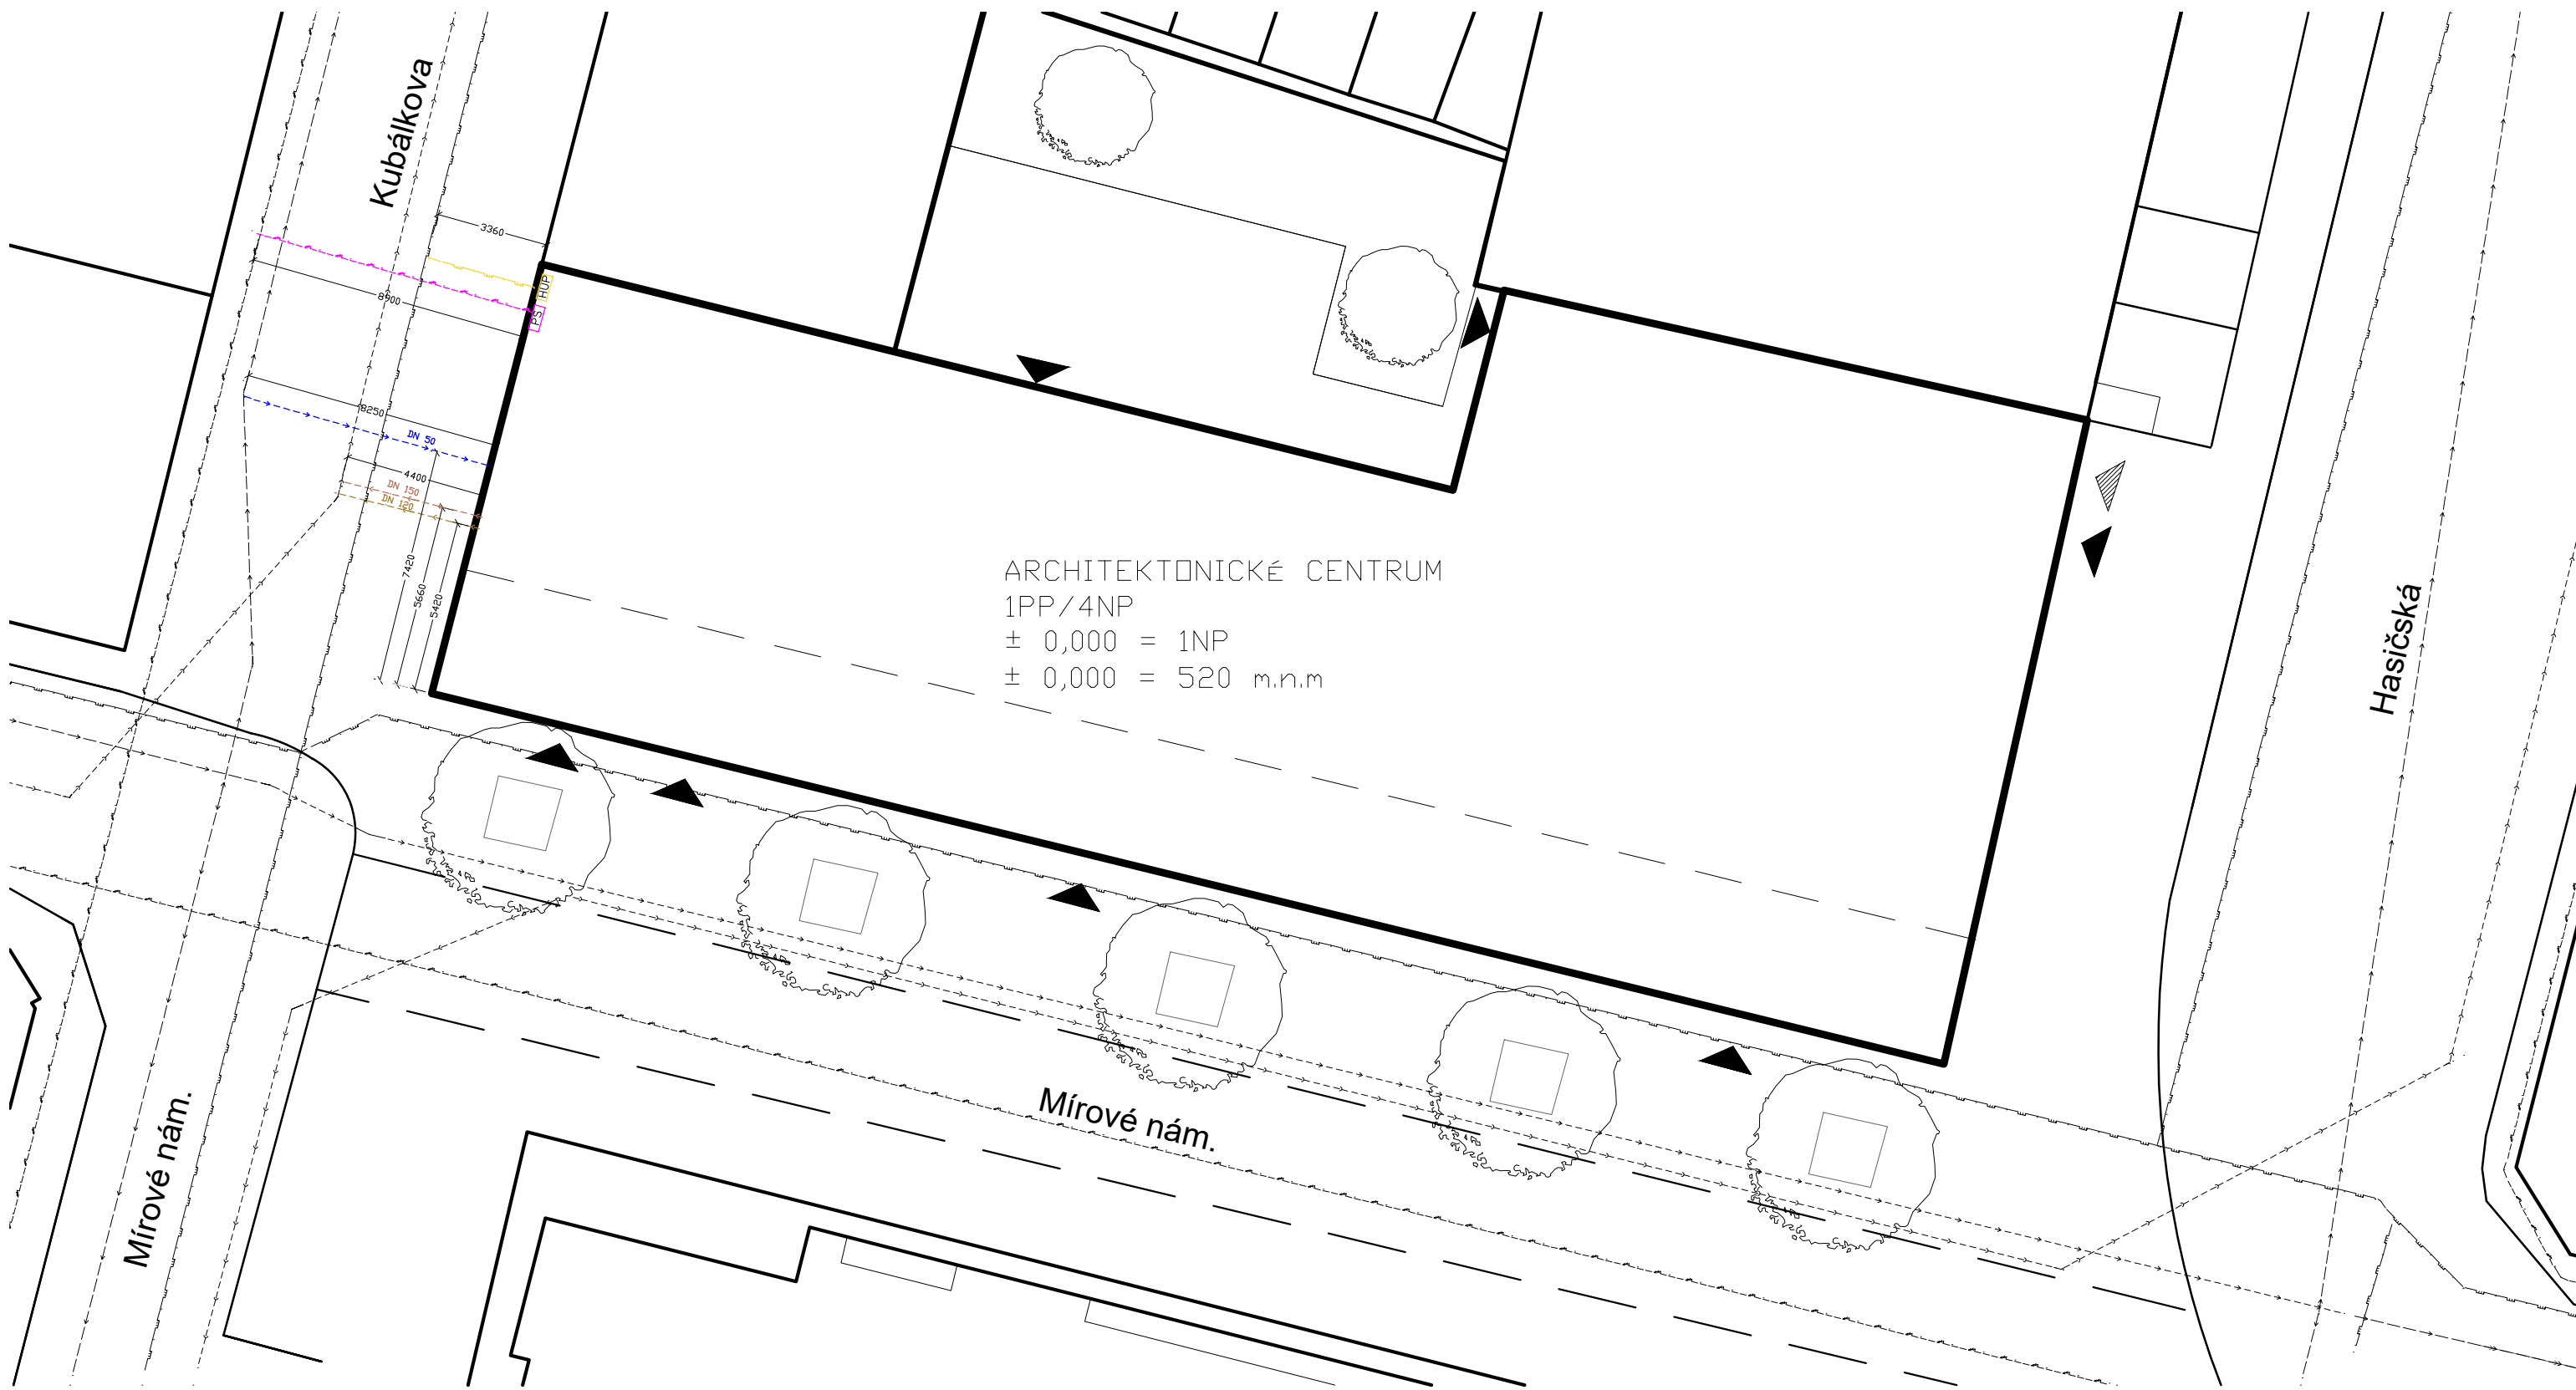 Kubálkova
3360
HUP
PS
8900
8250
DN 50
4400
DN 150
DN 120
7420
5660
5420
ARCHITEKTONICKÉ CENTRUM
1PP/4NP
± 0,000 = 1NP
± 0,000 = 520 m.n.m
Hasičská
Mírové nám.
Mírové nám.